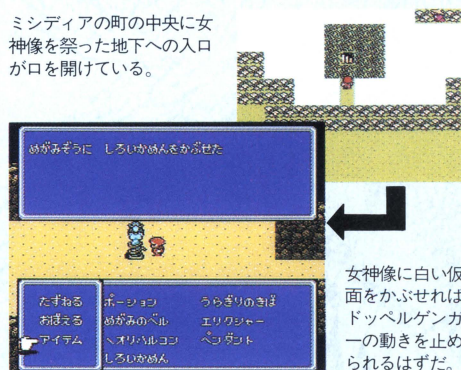 ミシディアの町の中央に女
神像を祭った地下への入口
が口を開けている。
めがみぞうに しろいかめんをかぶせた
たずねる
おぼえる
アイテム
ポーション うらぎりのきば
めがみのベル エリクシャー
オリハルコン ペンダント
しろいかめん
女神像に白い仮
面をかぶせれば
ドッペルゲンガ
ーの動きを止め
られるはずだ。